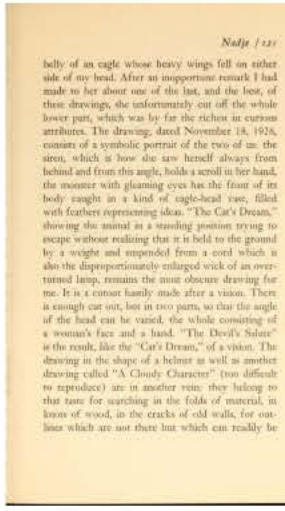 Nadja / 121
belly of an eagle whose heavy wings fell on either
side of my head. After an inopportune remark I had
made to her about one of the last, and the best, of
these drawings, she unfortunately cut off the whole
lower part, which was by far the richest in curious
attributes. The drawing, dated November 18, 1926,
consists of a symbolic portrait of the two of us: the
siren, which is how she saw herself always from
behind and from this angle, holds a scroll in her hand,
the monster with gleaming eyes has the front of its
body caught in a kind of eagle-head vase, filled
with feathers representing ideas. "The Cat's Dream,"
showing the animal in a standing position trying to
escape without realizing that it is held to the ground
by a weight and suspended from a cord which is
also the disproportionately enlarged wick of an over-
turned lamp, remains the most obscure drawing for
me. It is a cutout hastily made after a vision. There
is enough cut out, but in two parts, so that the angle
of the head can be varied, the whole consisting of
a woman's face and a hand. "The Devil's Salute"
is the result, like the "Cat's Dream," of a vision. The
drawing in the shape of a helmet as well as another
drawing called "A Cloudy Character" (too difficult
to reproduce) are in another vein: they belong to
that taste for searching in the folds of material, in
knots of wood, in the cracks of old walls, for out-
lines which are not there but which can readily be